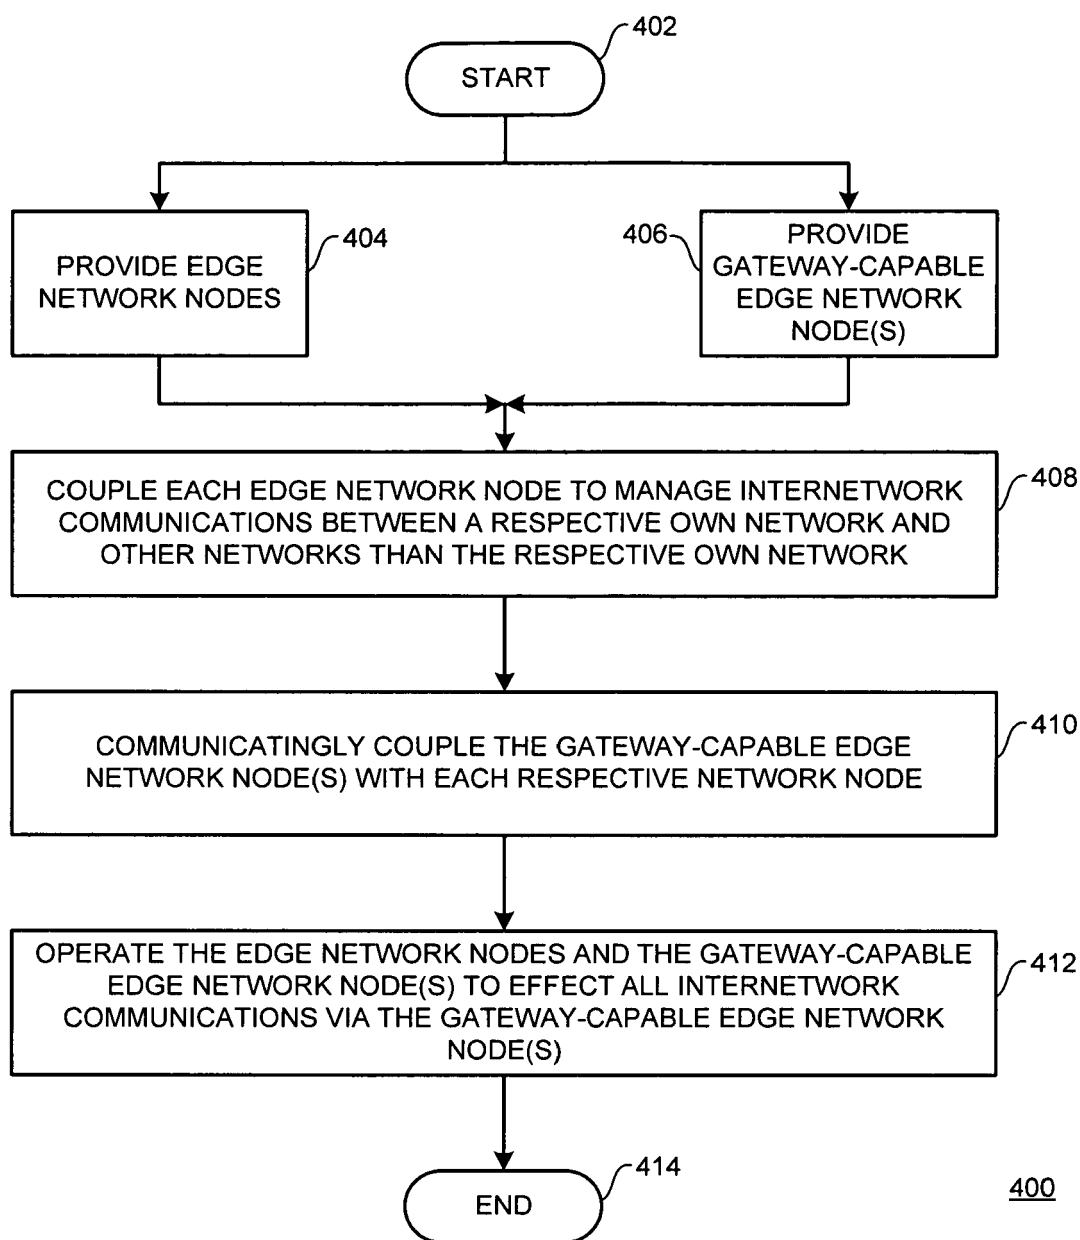 402
START
404
PROVIDE EDGE
NETWORK NODES
406
PROVIDE
GATEWAY-CAPABLE
EDGE NETWORK
NODE(S)
COUPLE EACH EDGE NETWORK NODE TO MANAGE INTERNETWORK
COMMUNICATIONS BETWEEN A RESPECTIVE OWN NETWORK AND
OTHER NETWORKS THAN THE RESPECTIVE OWN NETWORK
408
COMMUNICATINGLY COUPLE THE GATEWAY-CAPABLE EDGE
NETWORK NODE(S) WITH EACH RESPECTIVE NETWORK NODE
410
OPERATE THE EDGE NETWORK NODES AND THE GATEWAY-CAPABLE
EDGE NETWORK NODE(S) TO EFFECT ALL INTERNETWORK
COMMUNICATIONS VIA THE GATEWAY-CAPABLE EDGE NETWORK
NODE(S)
412
END
414
400